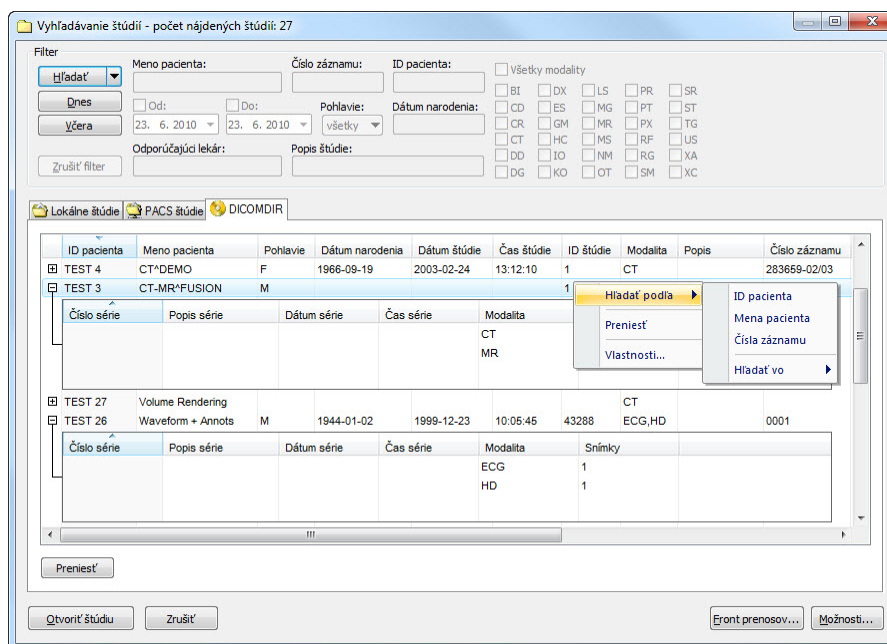 Vyhľadávanie štúdií - počet nájdených štúdií: 27
Filter
Hľadať
Dnes
Včera
Zrušiť filter
Meno pacienta:
Číslo záznamu:
ID pacienta:
Od:
Do:
Pohlavie:
Dátum narodenia:
23. 6. 2010
23. 6. 2010
všetky
Odporúčajúci lekár:
Popis štúdie:
Všetky modality
BI DX LS PR SR
CD ES MG PT ST
CR GM MR PX TG
CT HC MS RF US
DD IO NM RG XA
DG KO OT SM XC
Lokálne štúdie PACS štúdie DICOMDIR
ID pacienta Meno pacienta Pohlavie Dátum narodenia Dátum štúdie Čas štúdie ID štúdie Modalita Popis Číslo záznamu
TEST 4 CT^DEMO F 1966-09-19 2003-02-24 13:12:10 1 CT 283659-02/03
TEST 3 CT-MR^FUSION M 1
Číslo série Popis série Dátum série Čas série Modalita
CT
MR
Hľadať podľa
Preniesť
Vlastnosti...
ID pacienta
Mena pacienta
Čísla záznamu
Hľadať vo
TEST 27 Volume Rendering CT
TEST 26 Waveform + Annots M 1944-01-02 1999-12-23 10:05:45 43288 ECG,HD 0001
Číslo série Popis série Dátum série Čas série Modalita Snímky
ECG 1
HD 1
Preniesť
Otvoriť štúdiu Zrušiť Front prenosov... Možnosti...